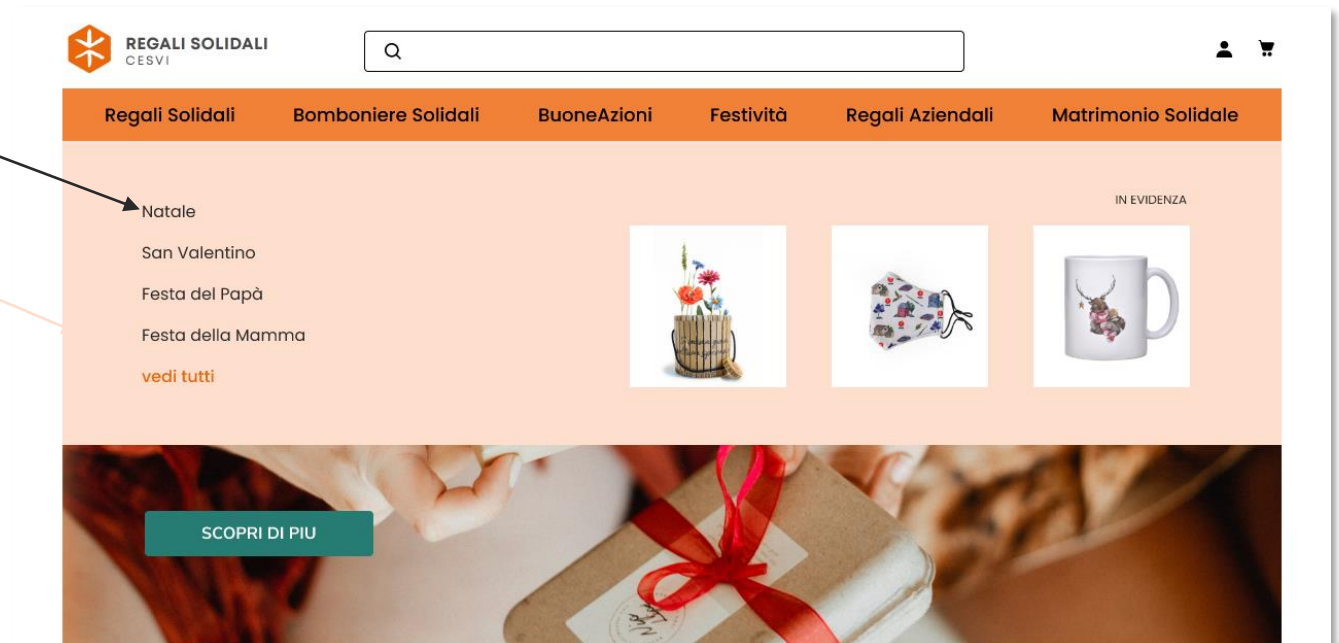 REGALI SOLIDALI
CESVI
Regali Solidali Bomboniere Solidali BuoneAzioni Festività Regali Aziendali Matrimonio Solidale
IN EVIDENZA
Natale
San Valentino
Festa del Papà
Festa della Mamma
vedi tutti
SCOPRI DI PIU